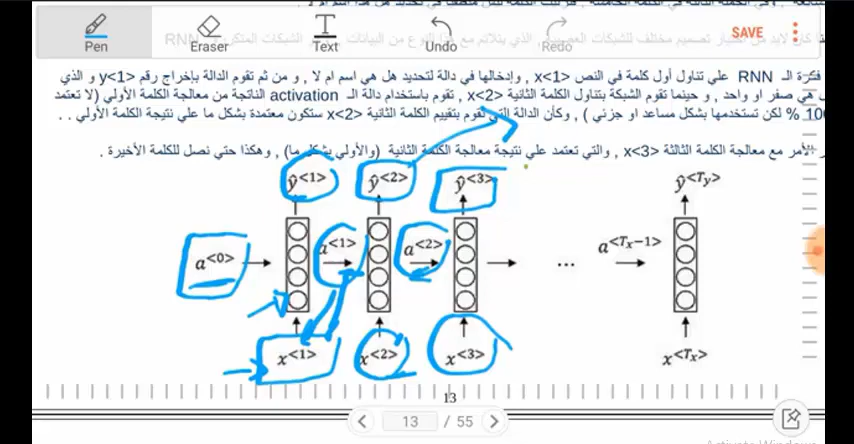 Pen
Eraser
Text
Undo
Redo
SAVE
فترة الـ RNN علي تناول أول كلمة في النص x<1> , وإدخالها في دالة لتحديد هل هي اسم ام لا , و من ثم تقوم الدالة بإخراج رقم y<1> و الذي
هي صفر او واحد , و حينما تقوم الشبكة بتناول الكلمة الثانية x<2> , تقوم باستخدام دالة الـ activation الناتجة من معالجة الكلمة الأولي (لا تعتمد
% لكن تستخدمها بشكل مساعد او جزئي ) , وكأن الدالة التي تقوم بتقييم الكلمة الثانية x<2> ستكون معتمدة بشكل ما علي نتيجة الكلمة الأولي . .
الأمر مع معالجة الكلمة الثالثة x<3> , والتي تعتمد علي نتيجة معالجة الكلمة الثانية (والأولي بشكل ما) , وهكذا حتي نصل للكلمة الأخيرة .
ŷ<1> ŷ<2> ŷ<3> ŷ<Ty>
a<0> a<1> a<2> ... a<Tx−1>
x<1> x<2> x<3> x<Tx>
13
13 / 55